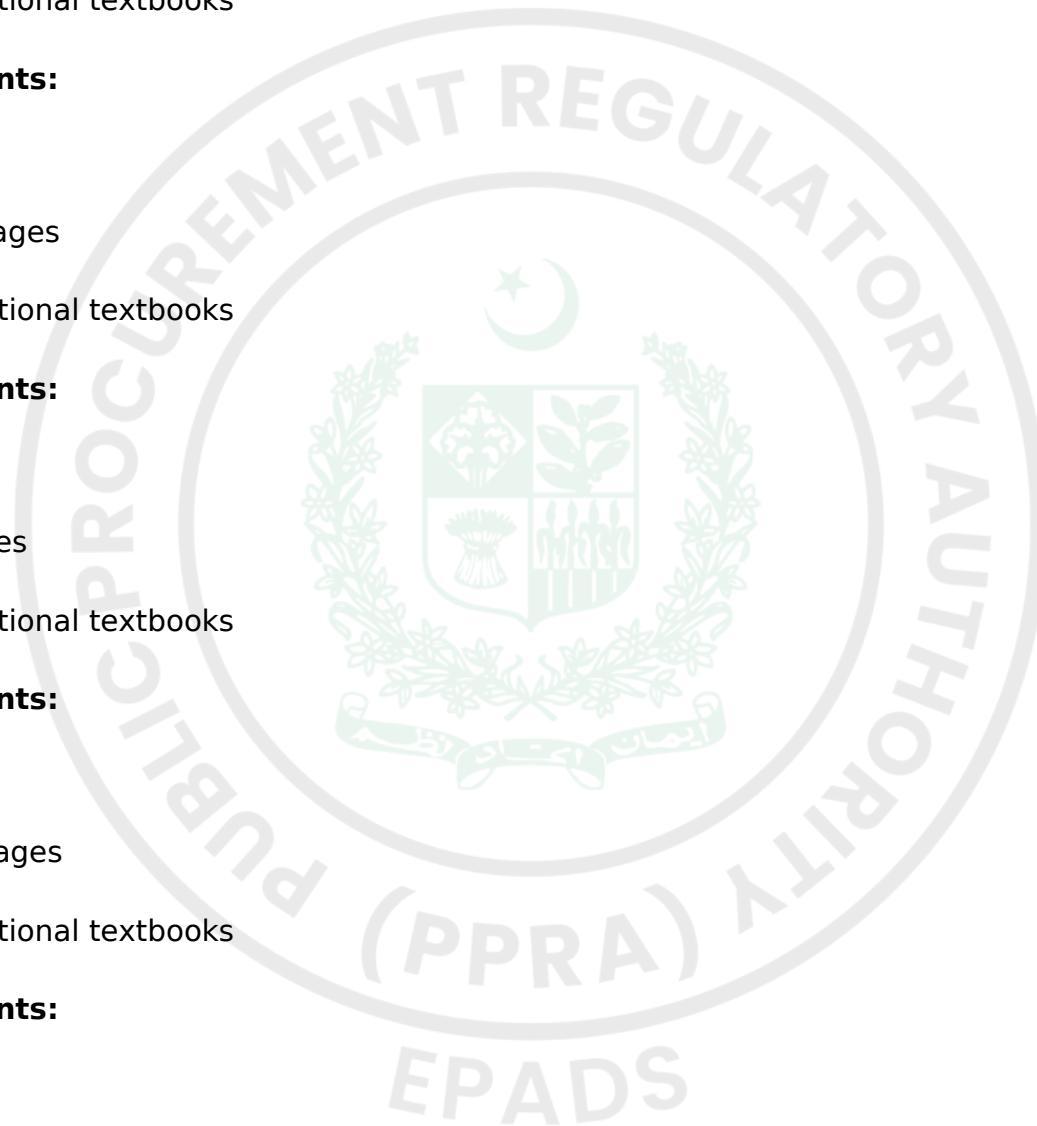 tional textbooks
nts:
ages
tional textbooks
nts:
es
tional textbooks
nts:
ages
tional textbooks
nts:
PUBLIC PROCUREMENT REGULATORY AUTHORITY
(PPRA)
EPADS